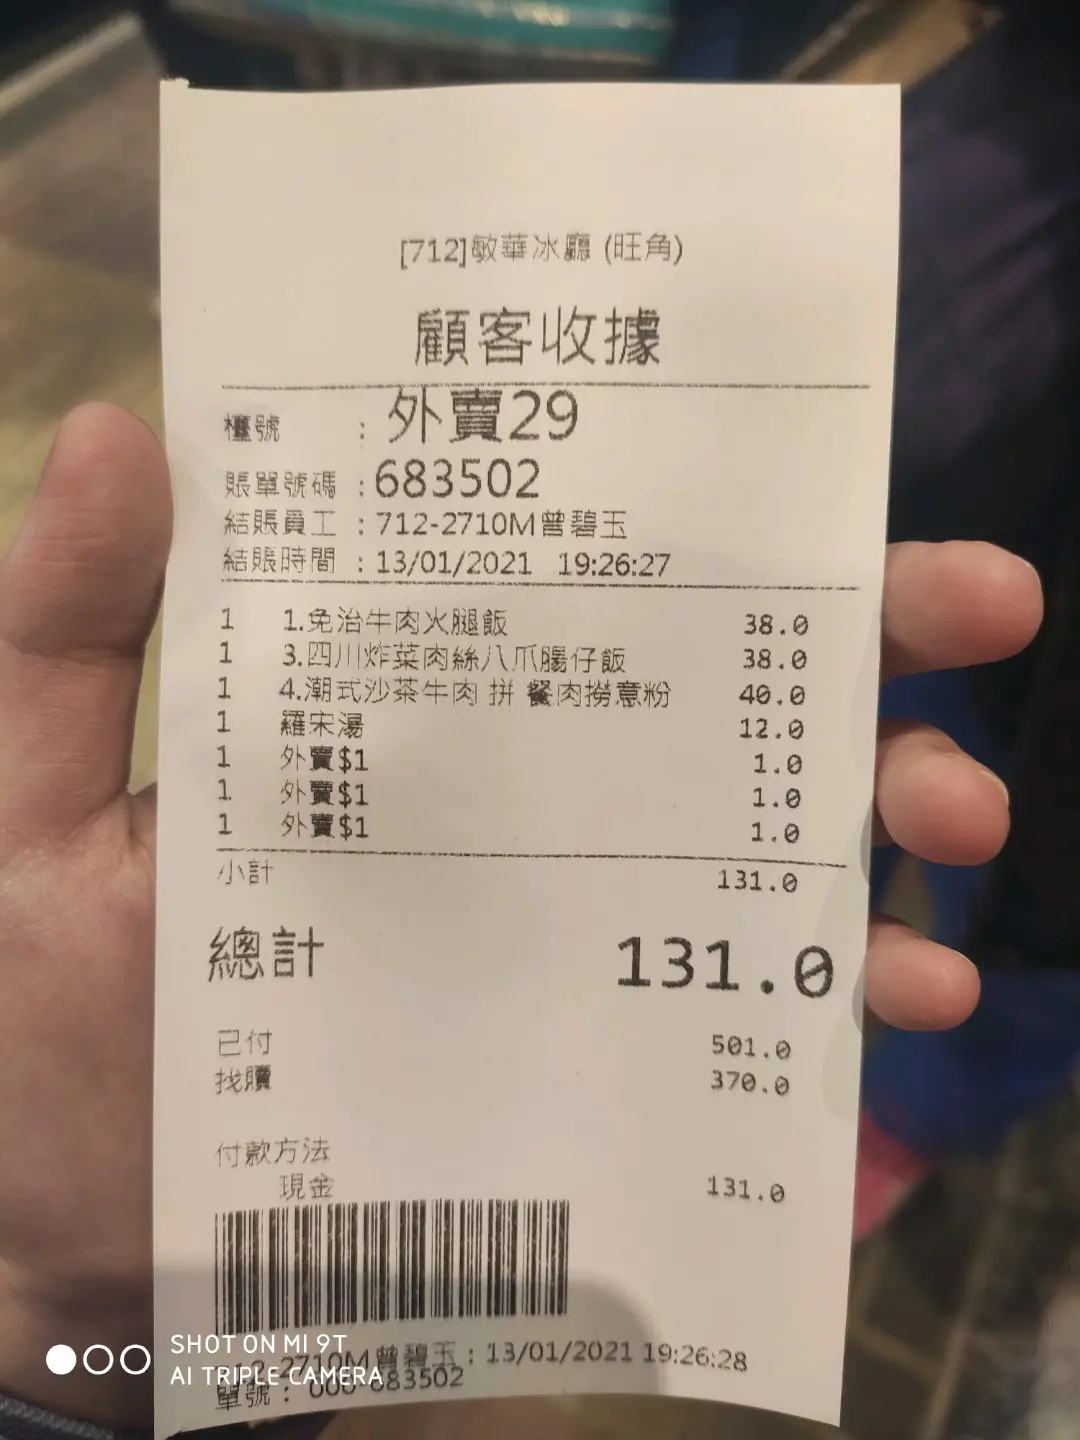 [712]敏華冰廳 (旺角)
顧客收據
檯號 : 外賣29
賬單號碼 : 683502
結賬員工 : 712-2710M曾碧玉
結賬時間 : 13/01/2021 19:26:27
1 1.免治牛肉火腿飯 38.0
1 3.四川炸菜肉絲八爪腸仔飯 38.0
1 4.潮式沙茶牛肉 拼 餐肉撈意粉 40.0
1 羅宋湯 12.0
1 外賣$1 1.0
1 外賣$1 1.0
1 外賣$1 1.0
小計 131.0
總計 131.0
已付 501.0
找贖 370.0
付款方法
現金 131.0
712-2710M曾碧玉 : 13/01/2021 19:26:28
單號 : 000-683502
SHOT ON MI 9T
AI TRIPLE CAMERA